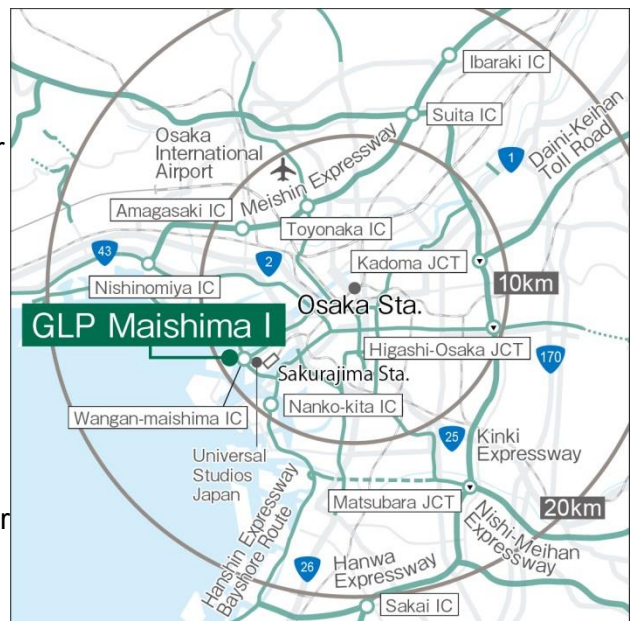 Ibaraki IC
Suita IC
Osaka
International
Airport
Meishin Expressway
1
Daini-Keihan
Toll Road
Amagasaki IC
Toyonaka IC
43
2
Kadoma JCT
Nishinomiya IC
10km
Osaka Sta.
GLP Maishima I
Higashi-Osaka JCT
170
Sakurajima Sta.
Wangan-maishima IC
Nanko-kita IC
25
Kinki
Expressway
Universal
Studios
Japan
Matsubara JCT
20km
Hanshin Expressway
Bayshore Route
Nishi-Meihan
Expressway
26
Hanwa
Expressway
Sakai IC